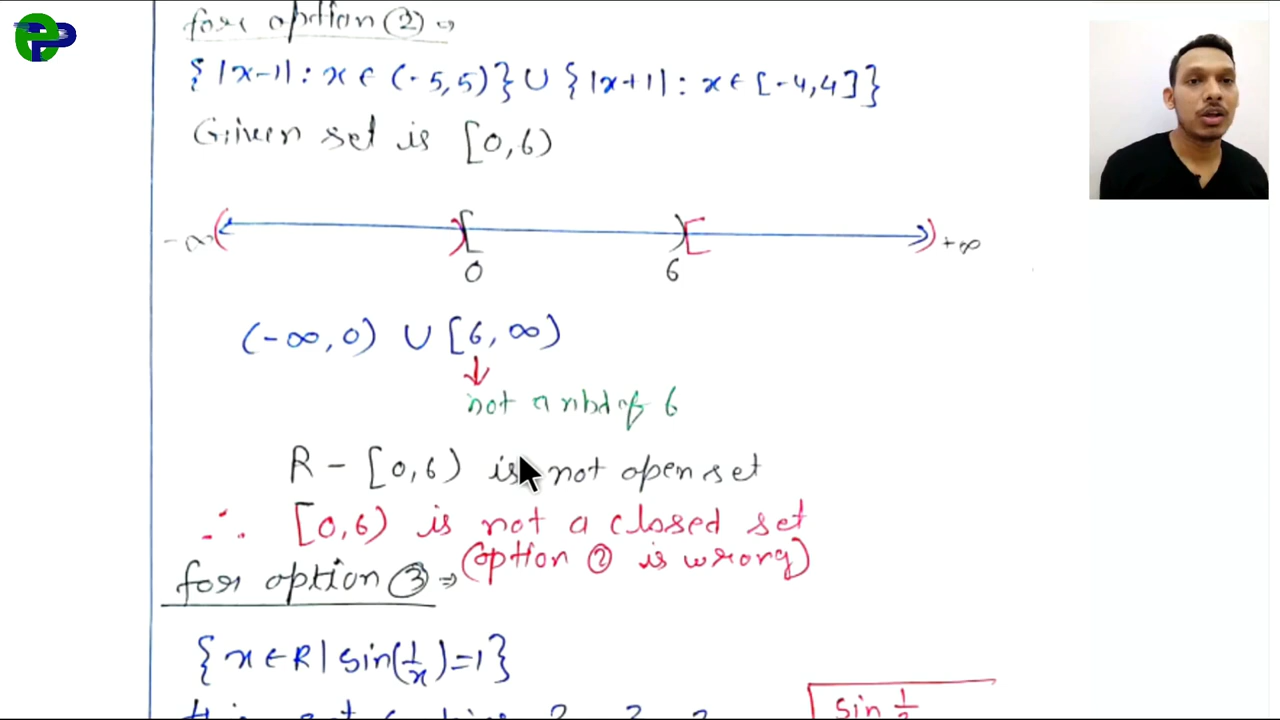 for option ② ⇒
{|x-1| : x ∈ (-5,5)} ∪ {|x+1| : x ∈ [-4,4]}
Given set is [0,6)
-∞ 0 6 +∞
(-∞,0) ∪ [6,∞)
↓
not a nbd of 6
R - [0,6) is not open set
∴ [0,6) is not a closed set
(option ② is wrong)
for option ③ ⇒
{x ∈ R | sin(1/x) = 1}